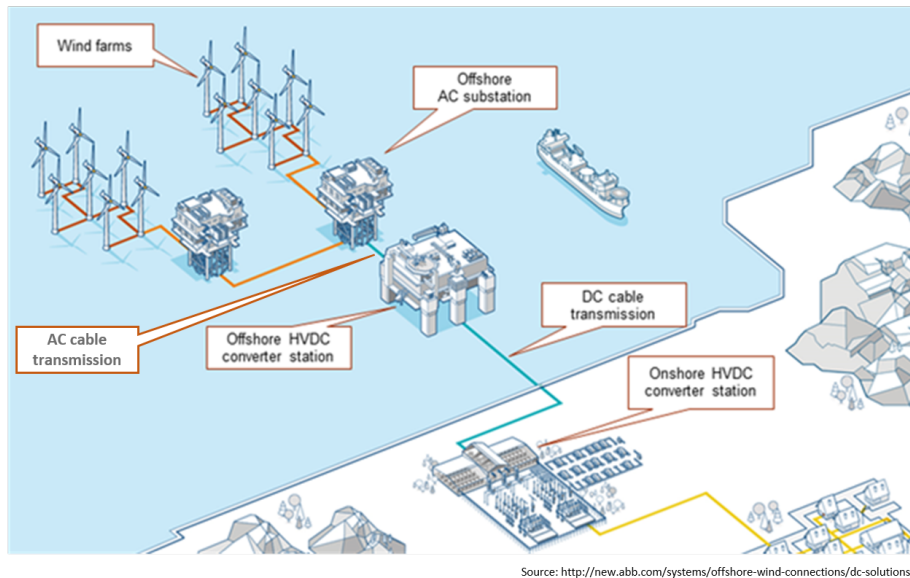 Wind farms
Offshore
AC substation
AC cable
transmission
Offshore HVDC
converter station
DC cable
transmission
Onshore HVDC
converter station
Source: http://new.abb.com/systems/offshore-wind-connections/dc-solutions